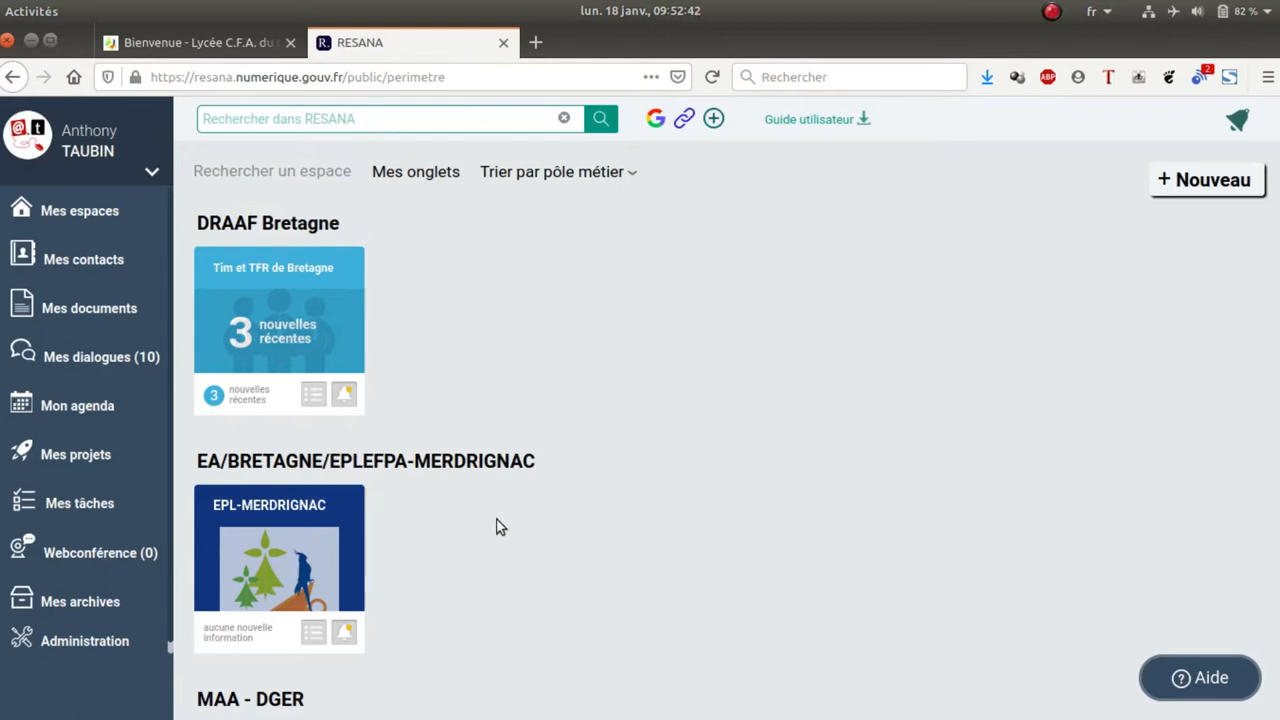 Activités
lun. 18 janv., 09:52:42
fr
82 %
Bienvenue - Lycée C.F.A. du
R. RESANA
https://resana.numerique.gouv.fr/public/perimetre
Rechercher
ABP
T
2
S
@.t
Anthony
TAUBIN
Rechercher dans RESANA
G
Guide utilisateur
Rechercher un espace
Mes onglets
Trier par pôle métier
+ Nouveau
Mes espaces
Mes contacts
Mes documents
Mes dialogues (10)
Mon agenda
Mes projets
Mes tâches
Webconférence (0)
Mes archives
Administration
DRAAF Bretagne
Tim et TFR de Bretagne
3 nouvelles
récentes
3 nouvelles
récentes
EA/BRETAGNE/EPLEFPA-MERDRIGNAC
EPL-MERDRIGNAC
aucune nouvelle
information
MAA - DGER
? Aide